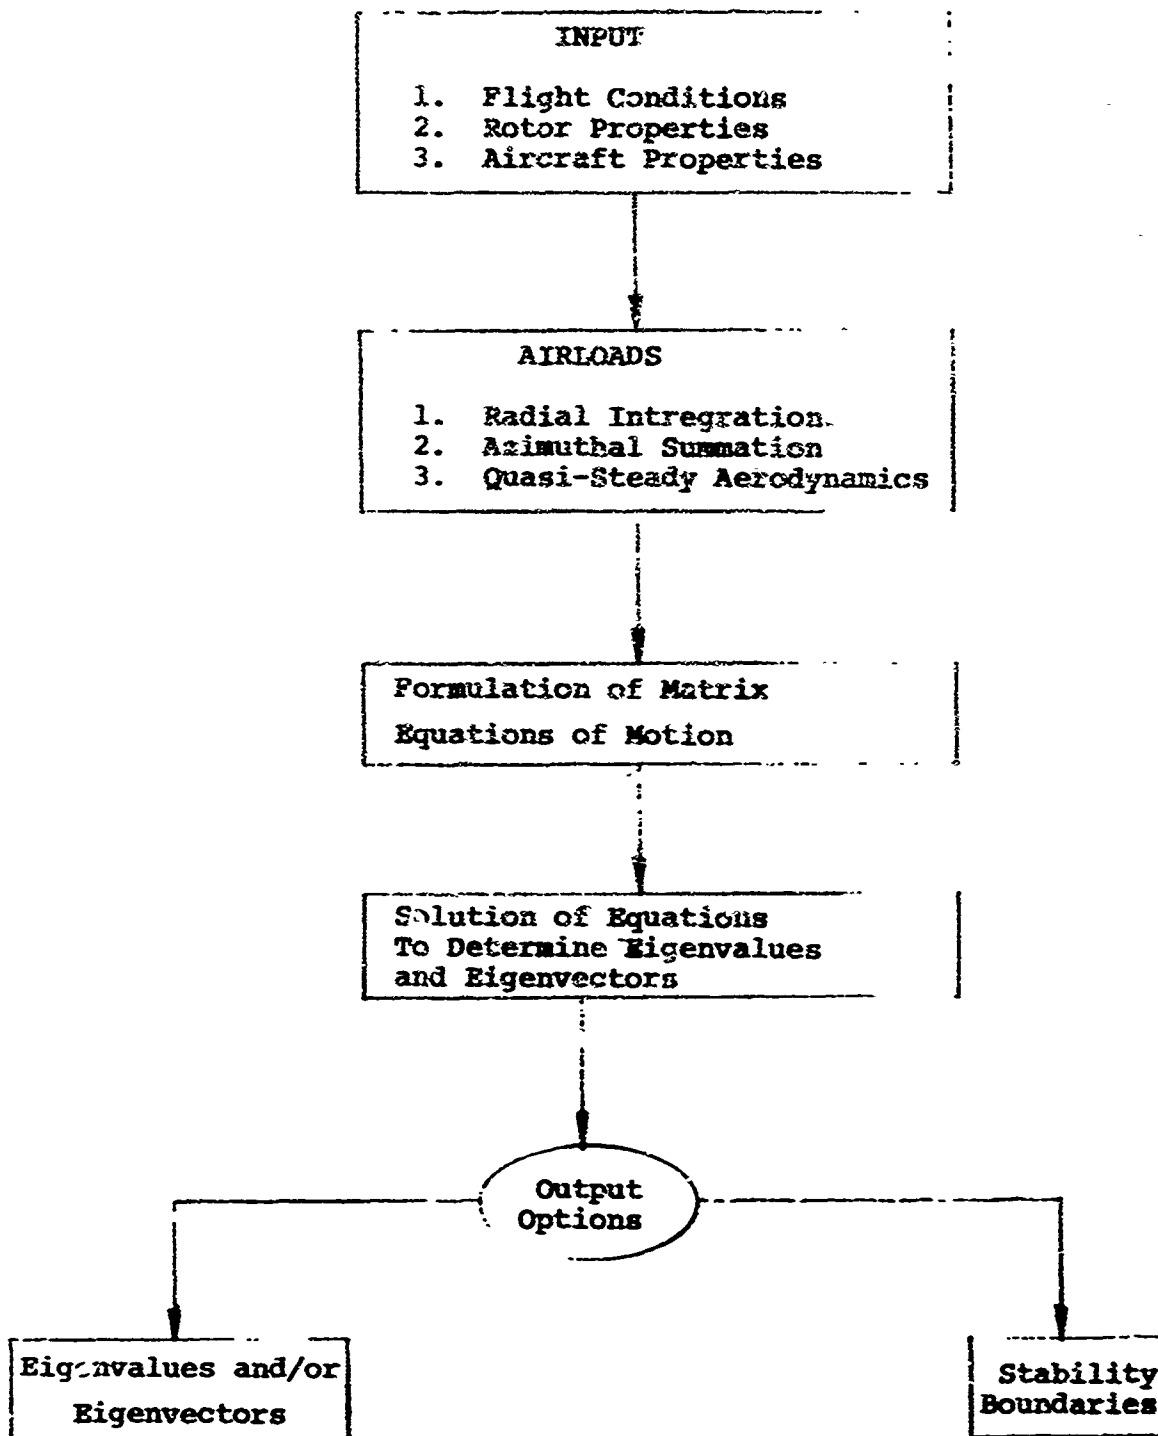 INPUT
1. Flight Conditions
2. Rotor Properties
3. Aircraft Properties
AIRLOADS
1. Radial Intregration
2. Azimuthal Summation
3. Quasi-Steady Aerodynamics
Formulation of Matrix
Equations of Motion
Solution of Equations
To Determine Eigenvalues
and Eigenvectors
Output
Options
Eigenvalues and/or
Eigenvectors
Stability
Boundaries